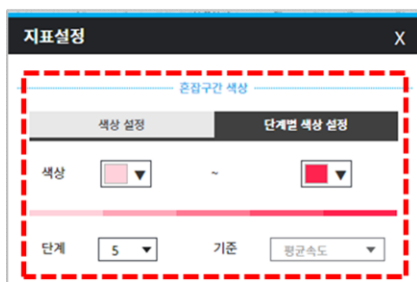 지표설정 X
혼잡구간 색상
색상 설정 단계별 색상 설정
색상 ▼ ~ ▼
단계 5 ▼ 기준 평균속도 ▼